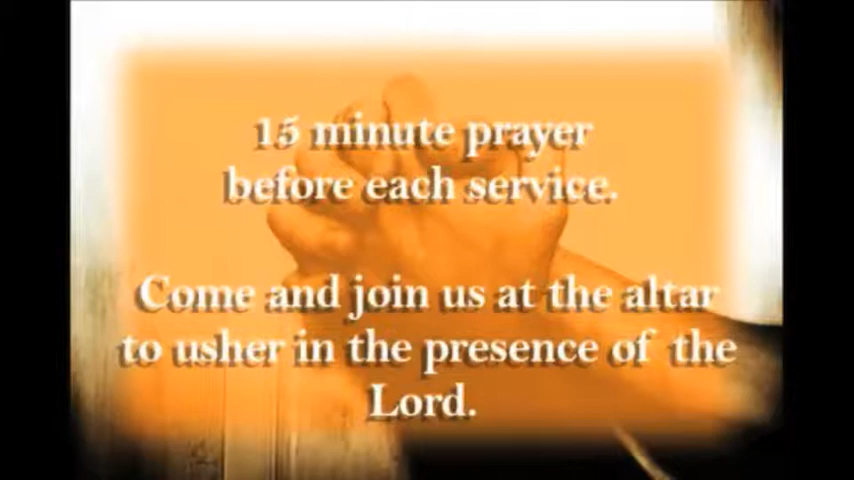 15 minute prayer
before each service.
Come and join us at the altar
to usher in the presence of the
Lord.